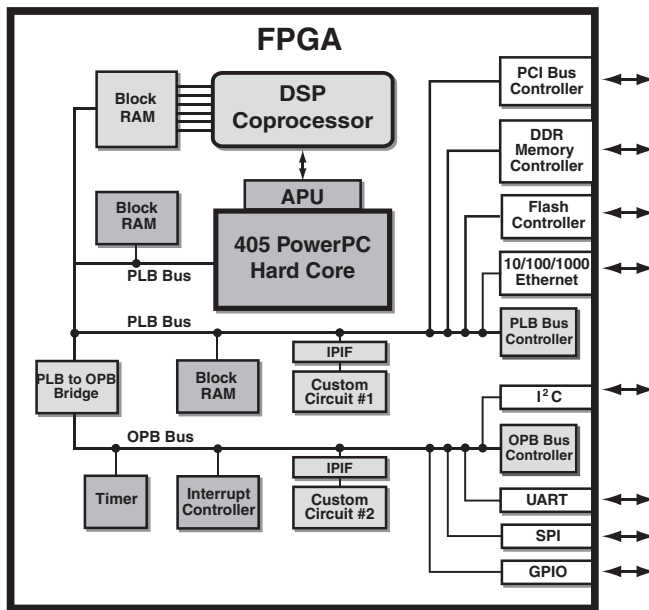 FPGA
Block
RAM
DSP
Coprocessor
PCI Bus
Controller
DDR
Memory
Controller
Block
RAM
APU
405 PowerPC
Hard Core
Flash
Controller
PLB Bus
10/100/1000
Ethernet
PLB Bus
PLB Bus
Controller
IPIF
PLB to OPB
Bridge
Block
RAM
Custom
Circuit #1
I²C
OPB Bus
OPB Bus
Controller
IPIF
Timer
Interrupt
Controller
Custom
Circuit #2
UART
SPI
GPIO